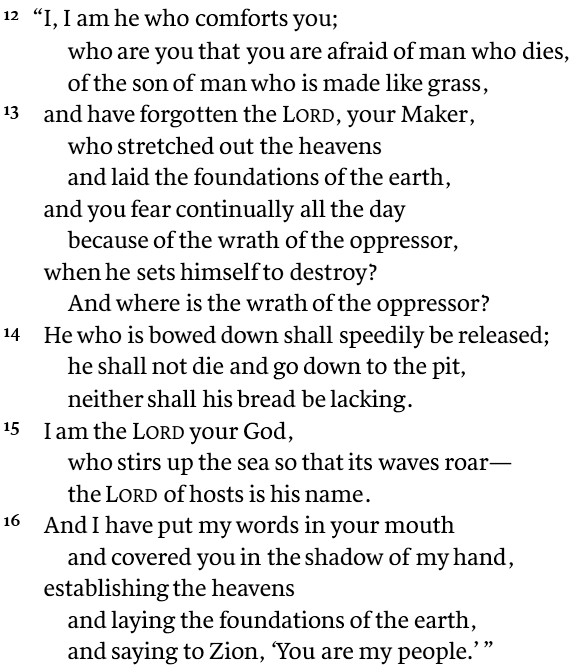 12 “I, I am he who comforts you;
who are you that you are afraid of man who dies,
of the son of man who is made like grass,
13 and have forgotten the LORD, your Maker,
who stretched out the heavens
and laid the foundations of the earth,
and you fear continually all the day
because of the wrath of the oppressor,
when he sets himself to destroy?
And where is the wrath of the oppressor?
14 He who is bowed down shall speedily be released;
he shall not die and go down to the pit,
neither shall his bread be lacking.
15 I am the LORD your God,
who stirs up the sea so that its waves roar—
the LORD of hosts is his name.
16 And I have put my words in your mouth
and covered you in the shadow of my hand,
establishing the heavens
and laying the foundations of the earth,
and saying to Zion, ‘You are my people.’ ”